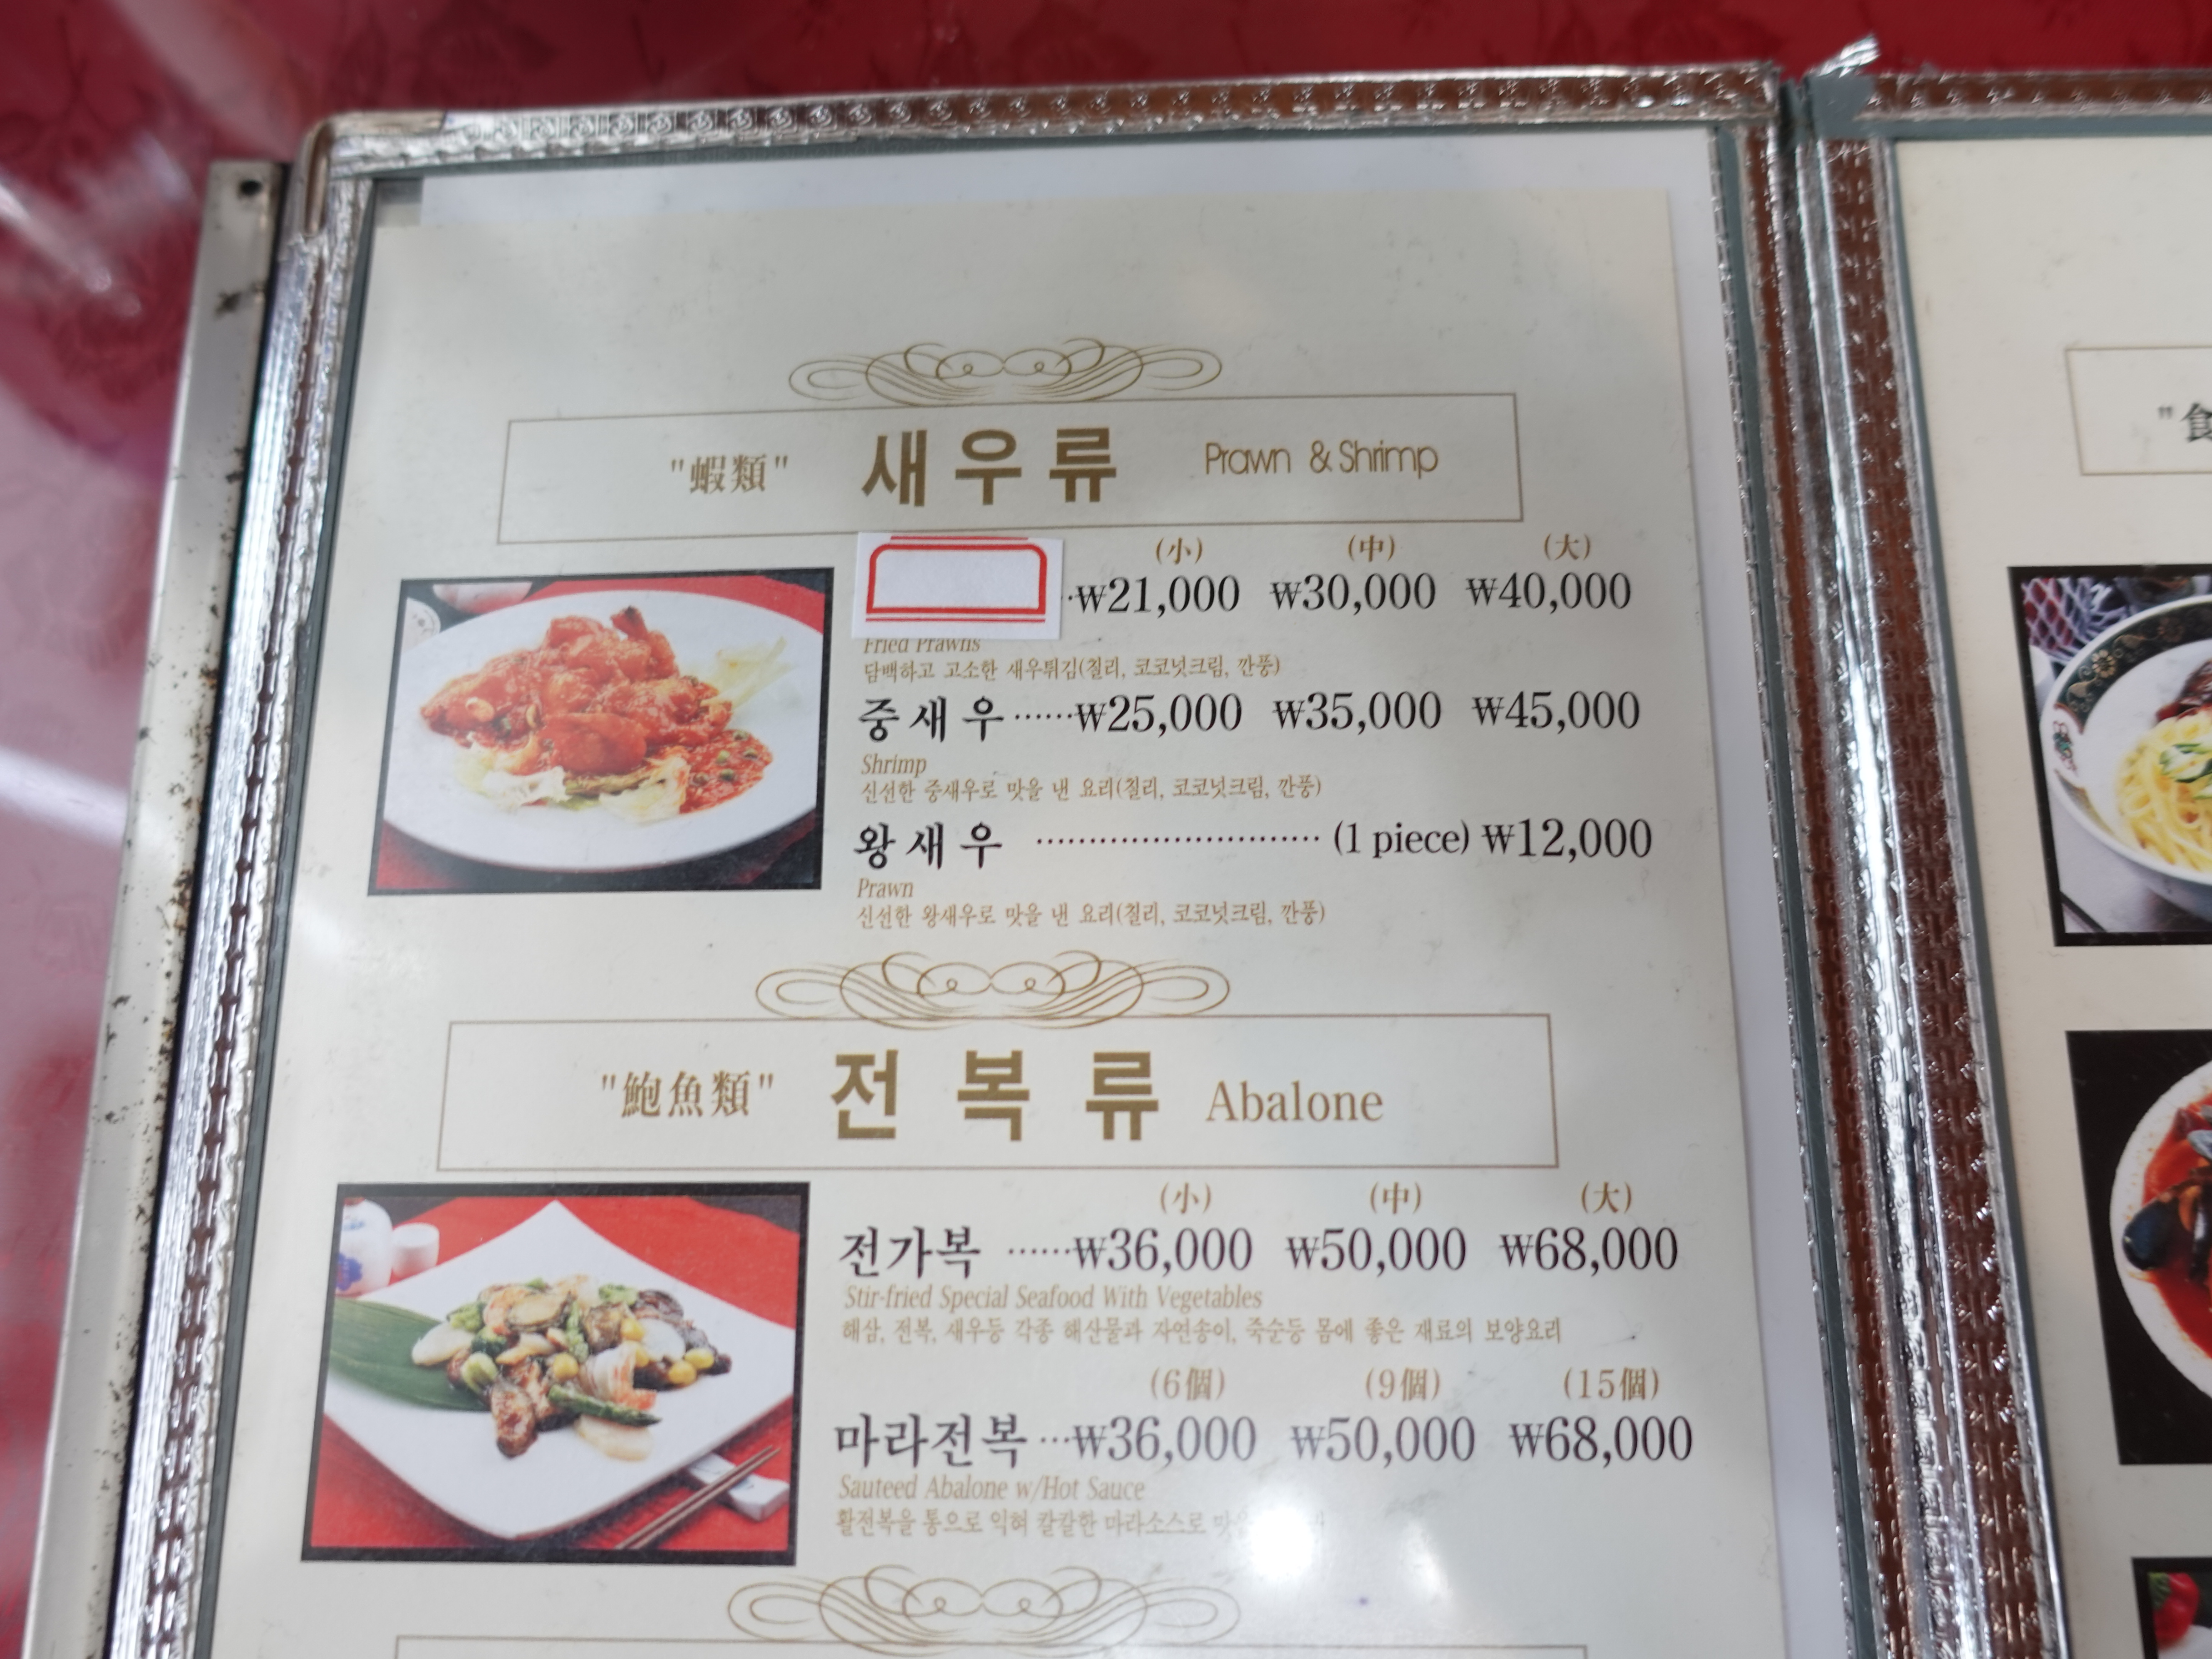 "蝦類" 새우류 Prawn & Shrimp
(小) (中) (大)
··₩21,000 ₩30,000 ₩40,000
Fried Prawns
담백하고 고소한 새우튀김(칠리, 코코넛크림, 깐풍)
중새우······₩25,000 ₩35,000 ₩45,000
Shrimp
신선한 중새우로 맛을 낸 요리(칠리, 코코넛크림, 깐풍)
왕새우 ··························· (1 piece) ₩12,000
Prawn
신선한 왕새우로 맛을 낸 요리(칠리, 코코넛크림, 깐풍)
"鮑魚類" 전복류 Abalone
(小) (中) (大)
전가복 ······₩36,000 ₩50,000 ₩68,000
Stir-fried Special Seafood With Vegetables
해삼, 전복, 새우등 각종 해산물과 자연송이, 죽순등 몸에 좋은 재료의 보양요리
(6個) (9個) (15個)
마라전복···₩36,000 ₩50,000 ₩68,000
Sauteed Abalone w/Hot Sauce
활전복을 통으로 익혀 칼칼한 마라소스로
"食